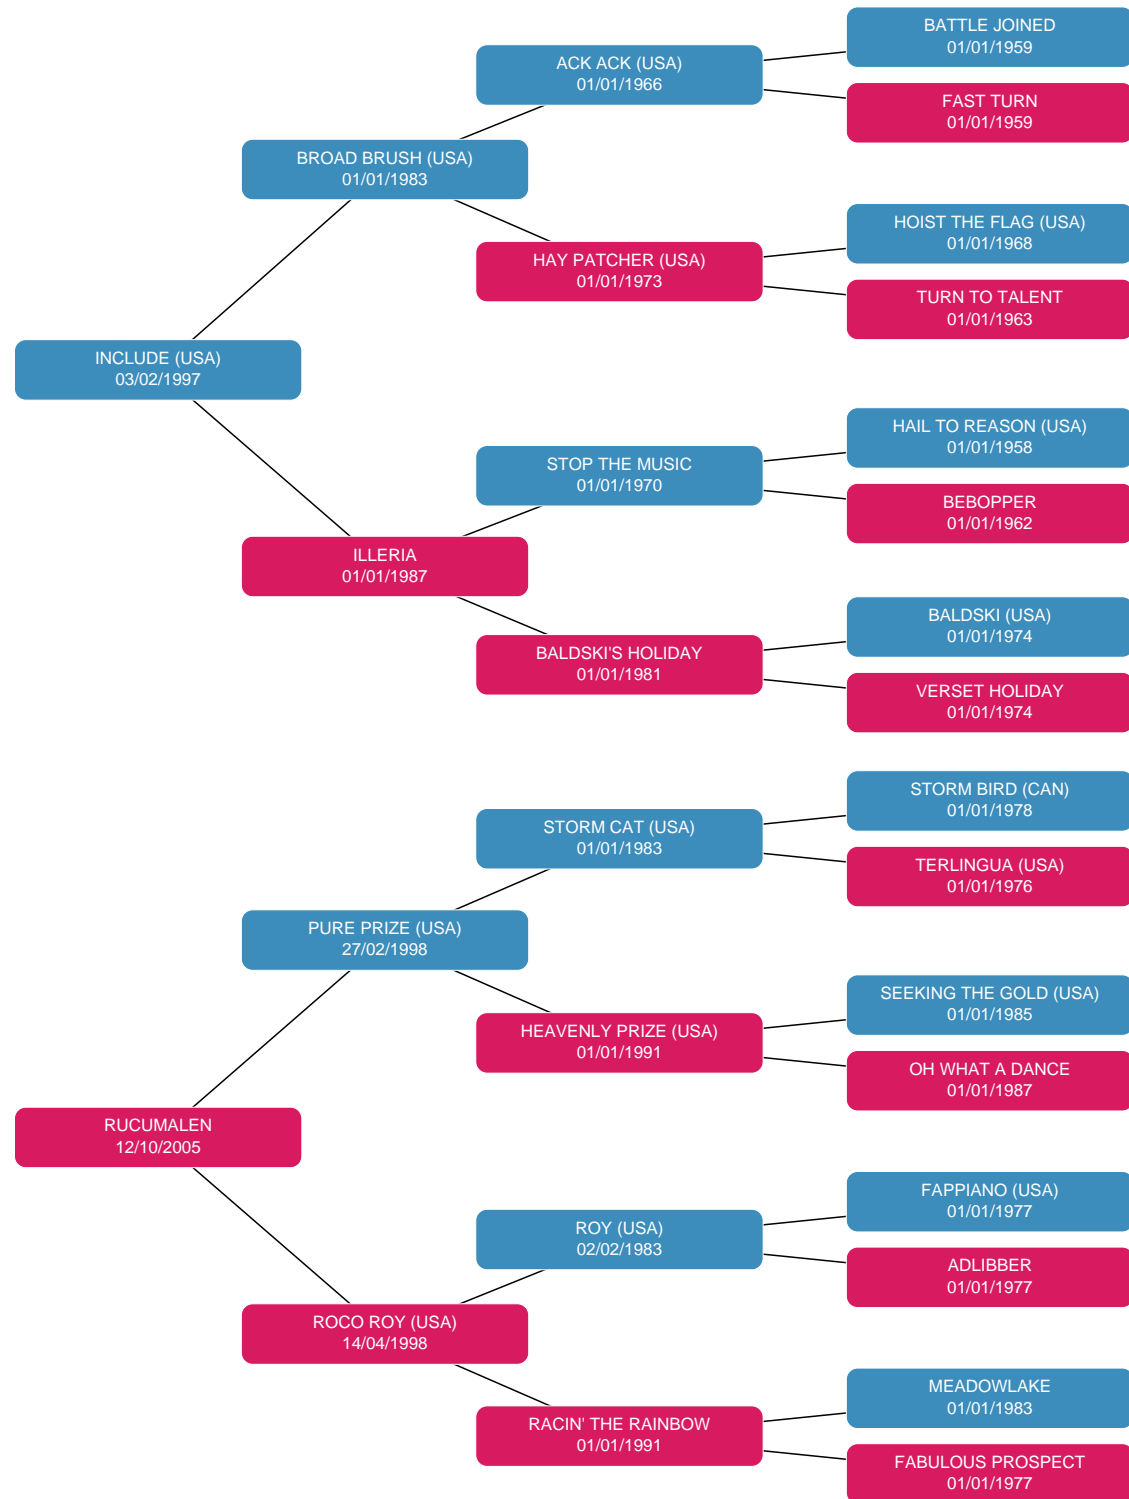 BATTLE JOINED
01/01/1959
ACK ACK (USA)
01/01/1966
FAST TURN
01/01/1959
BROAD BRUSH (USA)
01/01/1983
HOIST THE FLAG (USA)
01/01/1968
HAY PATCHER (USA)
01/01/1973
TURN TO TALENT
01/01/1963
INCLUDE (USA)
03/02/1997
HAIL TO REASON (USA)
01/01/1958
STOP THE MUSIC
01/01/1970
BEBOPPER
01/01/1962
ILLERIA
01/01/1987
BALDSKI (USA)
01/01/1974
BALDSKI'S HOLIDAY
01/01/1981
VERSET HOLIDAY
01/01/1974
STORM BIRD (CAN)
01/01/1978
STORM CAT (USA)
01/01/1983
TERLINGUA (USA)
01/01/1976
PURE PRIZE (USA)
27/02/1998
SEEKING THE GOLD (USA)
01/01/1985
HEAVENLY PRIZE (USA)
01/01/1991
OH WHAT A DANCE
01/01/1987
RUCUMALEN
12/10/2005
FAPPIANO (USA)
01/01/1977
ROY (USA)
02/02/1983
ADLIBBER
01/01/1977
ROCO ROY (USA)
14/04/1998
MEADOWLAKE
01/01/1983
RACIN' THE RAINBOW
01/01/1991
FABULOUS PROSPECT
01/01/1977